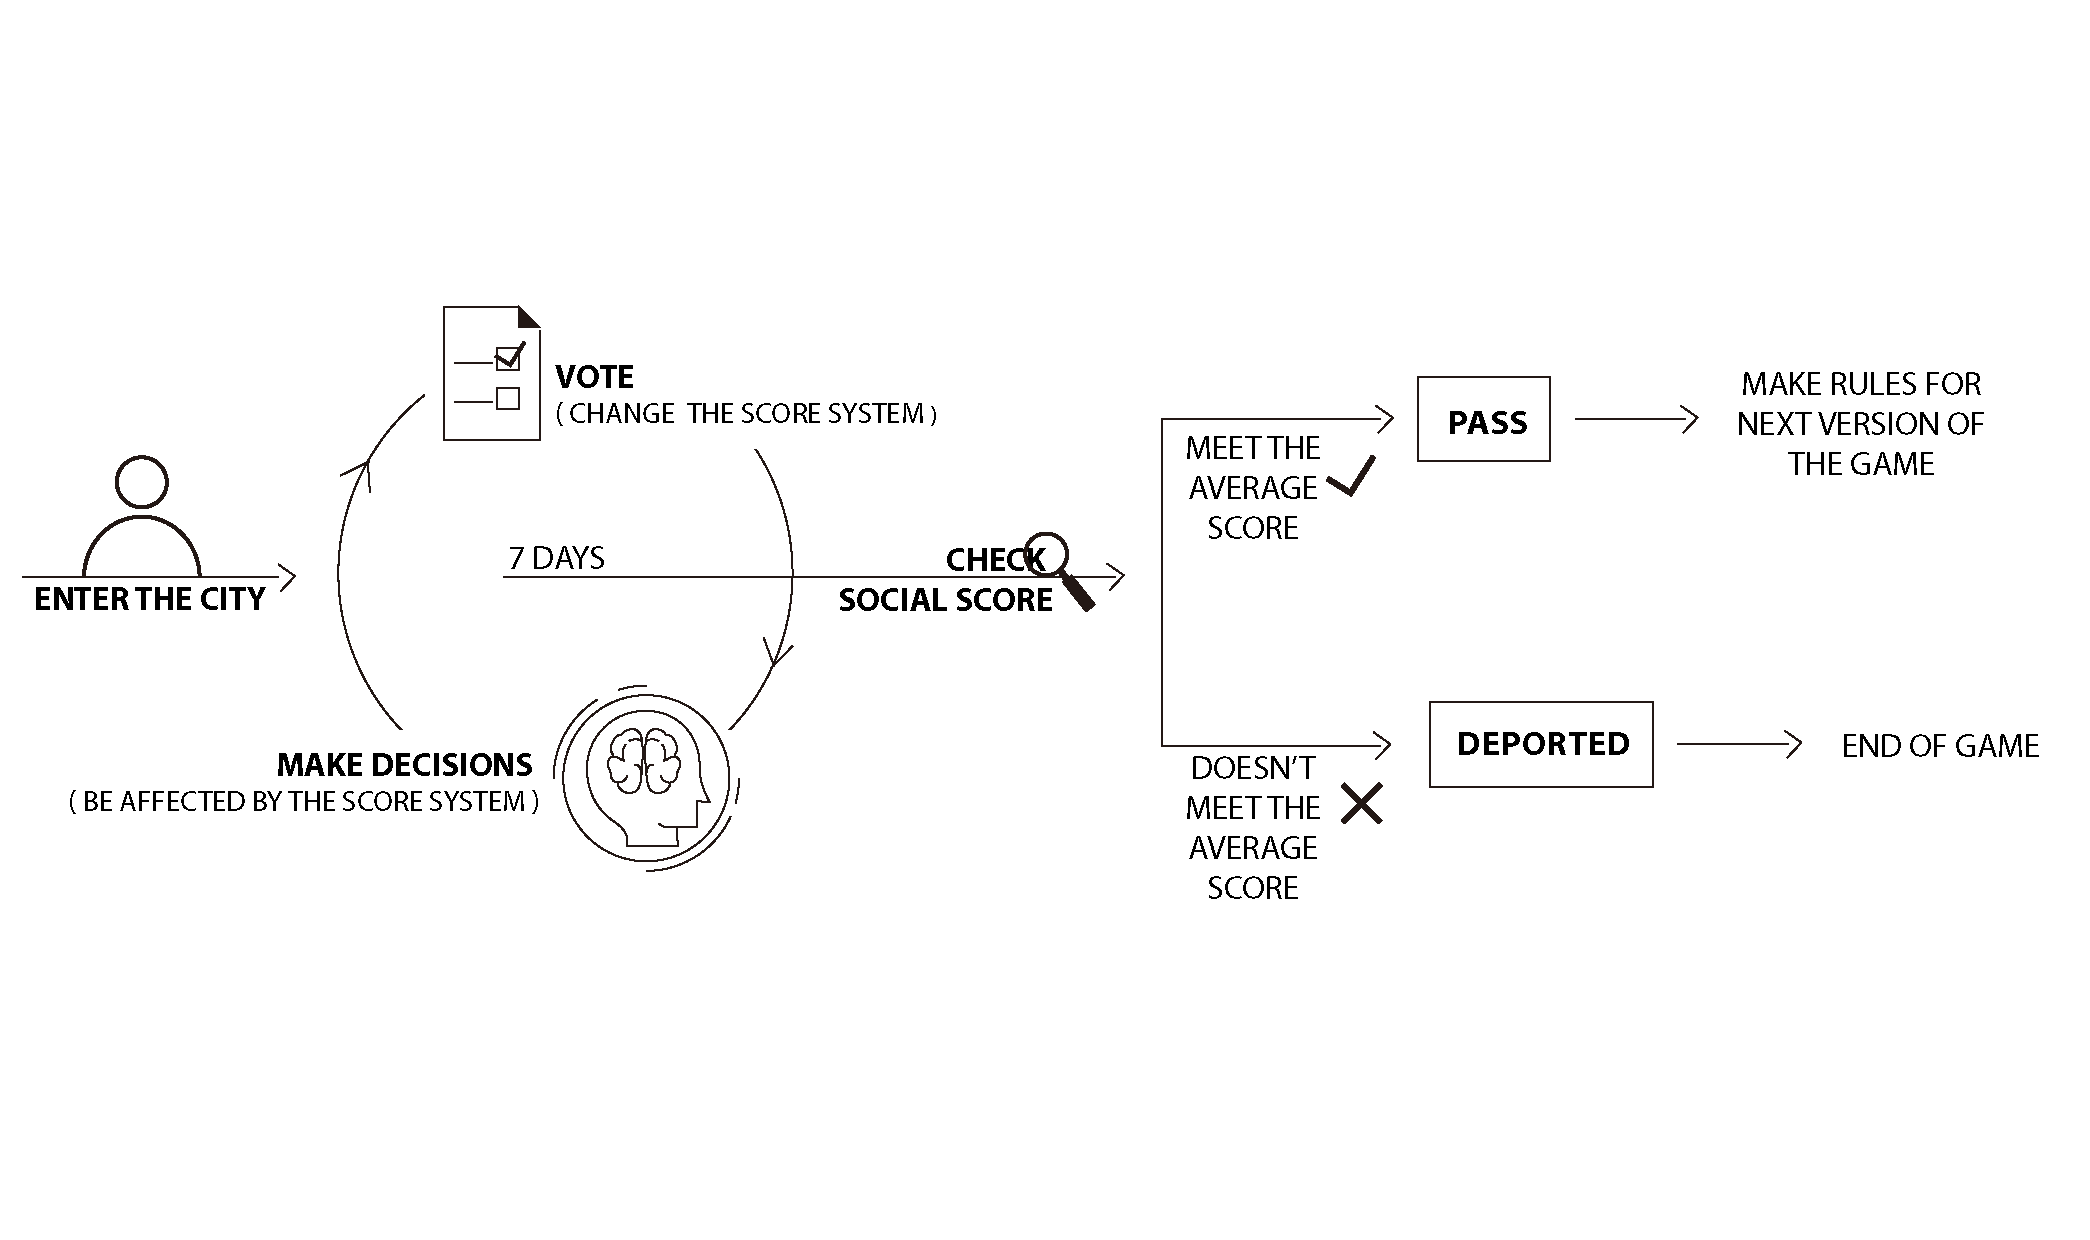 ENTER THE CITY
VOTE
( CHANGE THE SCORE SYSTEM )
7 DAYS
MAKE DECISIONS
( BE AFFECTED BY THE SCORE SYSTEM )
CHECK
SOCIAL SCORE
MEET THE
AVERAGE
SCORE
PASS
MAKE RULES FOR
NEXT VERSION OF
THE GAME
DOESN'T
MEET THE
AVERAGE
SCORE
DEPORTED
END OF GAME